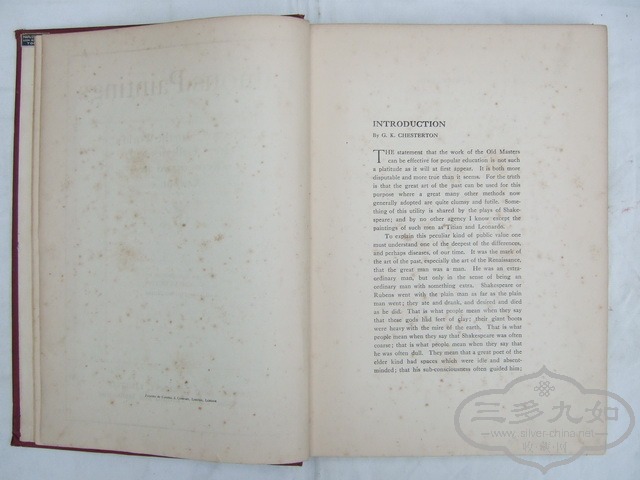 INTRODUCTION
By G. K. CHESTERTON
THE statement that the work of the Old Masters
can be effective for popular education is not such
a platitude as it will at first appear. It is both more
disputable and more true than it seems. For the truth
is that the great art of the past can be used for this
purpose where a great many other methods now
generally adopted are quite clumsy and futile. Some-
thing of this utility is shared by the plays of Shake-
speare; and by no other agency I know except the
paintings of such men as Titian and Leonardo.
To explain this peculiar kind of public value one
must understand one of the deepest of the differences,
and perhaps diseases, of our time. It was the mark of
the art of the past, especially the art of the Renaissance,
that the great man was a man. He was an extra-
ordinary man, but only in the sense of being an
ordinary man with something extra. Shakespeare or
Rubens went with the plain man as far as the plain
man went; they ate and drank, and desired and died
as he did. That is what people mean when they say
that these gods had feet of clay; their giant boots
were heavy with the mire of the earth. That is what
people mean when they say that Shakespeare was often
coarse; that is what people mean when they say that
he was often dull. They mean that a great poet of the
elder kind had spaces which were idle and absent-
minded; that his sub-consciousness often guided him;
三多九如
www.miyer-china.net
收藏川